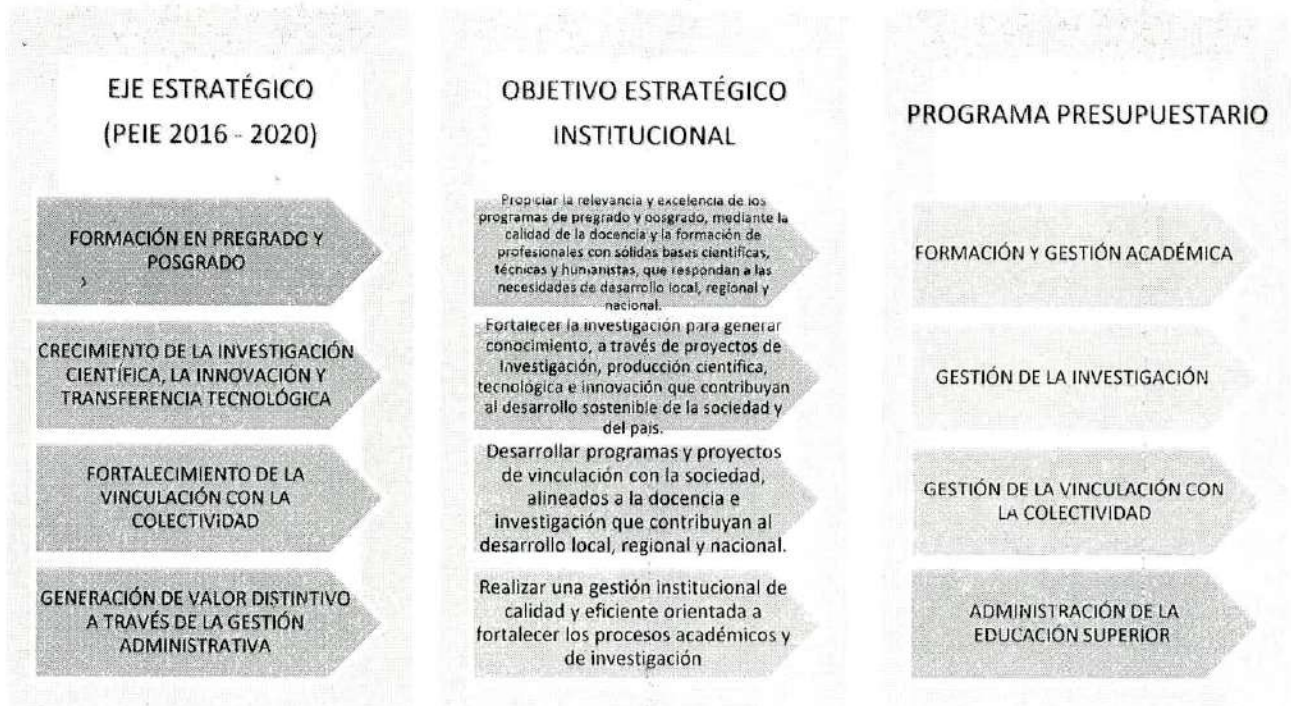 EJE ESTRATÉGICO
(PEIE 2016 - 2020)
FORMACIÓN EN PREGRADO Y
POSGRADO
CRECIMIENTO DE LA INVESTIGACIÓN
CIENTÍFICA, LA INNOVACIÓN Y
TRANSFERENCIA TECNOLÓGICA
FORTALECIMIENTO DE LA
VINCULACIÓN CON LA
COLECTIVIDAD
GENERACIÓN DE VALOR DISTINTIVO
A TRAVÉS DE LA GESTIÓN
ADMINISTRATIVA
OBJETIVO ESTRATÉGICO
INSTITUCIONAL
Propiciar la relevancia y excelencia de los
programas de pregrado y posgrado, mediante la
calidad de la docencia y la formación de
profesionales con sólidas bases científicas,
técnicas y humanistas, que respondan a las
necesidades de desarrollo local, regional y
nacional.
Fortalecer la investigación para generar
conocimiento, a través de proyectos de
investigación, producción científica,
tecnológica e innovación que contribuyan
al desarrollo sostenible de la sociedad y
del país.
Desarrollar programas y proyectos
de vinculación con la sociedad,
alineados a la docencia e
investigación que contribuyan al
desarrollo local, regional y nacional.
Realizar una gestión institucional de
calidad y eficiente orientada a
fortalecer los procesos académicos y
de investigación
PROGRAMA PRESUPUESTARIO
FORMACIÓN Y GESTIÓN ACADÉMICA
GESTIÓN DE LA INVESTIGACIÓN
GESTIÓN DE LA VINCULACIÓN CON
LA COLECTIVIDAD
ADMINISTRACIÓN DE LA
EDUCACIÓN SUPERIOR